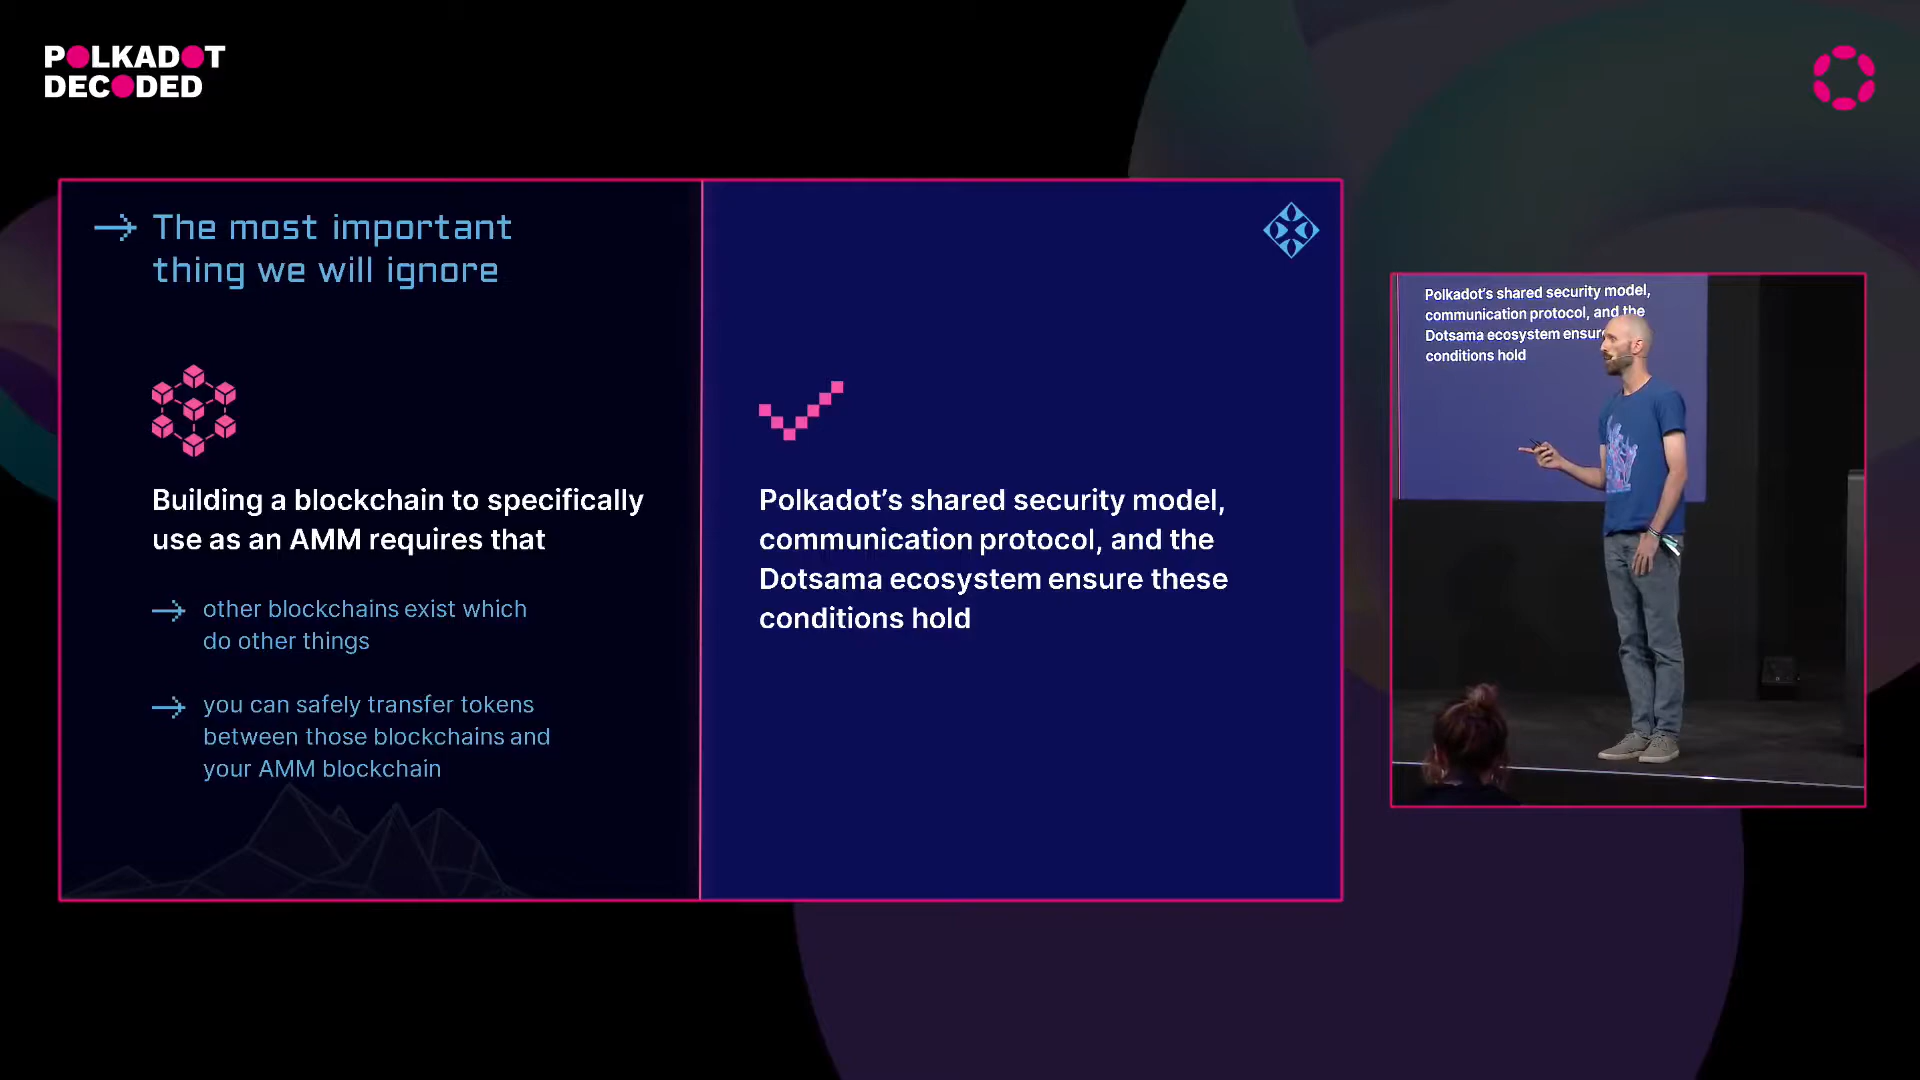 POLKADOT
DECODED
The most important
thing we will ignore
Building a blockchain to specifically
use as an AMM requires that
other blockchains exist which
do other things
you can safely transfer tokens
between those blockchains and
your AMM blockchain
Polkadot’s shared security model,
communication protocol, and the
Dotsama ecosystem ensure these
conditions hold
Polkadot’s shared security model,
communication protocol, and the
Dotsama ecosystem ensure
conditions hold